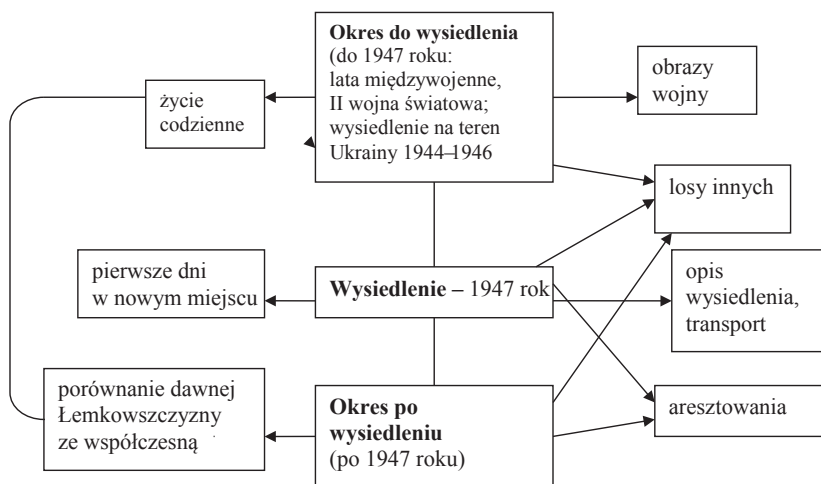 Okres do wysiedlenia
(do 1947 roku:
lata międzywojenne,
II wojna światowa;
wysiedlenie na teren
Ukrainy 1944–1946
obrazy
wojny
życie
codzienne
losy innych
pierwsze dni
w nowym miejscu
Wysiedlenie – 1947 rok
opis
wysiedlenia,
transport
porównanie dawnej
Łemkowszczyzny
ze współczesną
Okres po
wysiedleniu
(po 1947 roku)
aresztowania